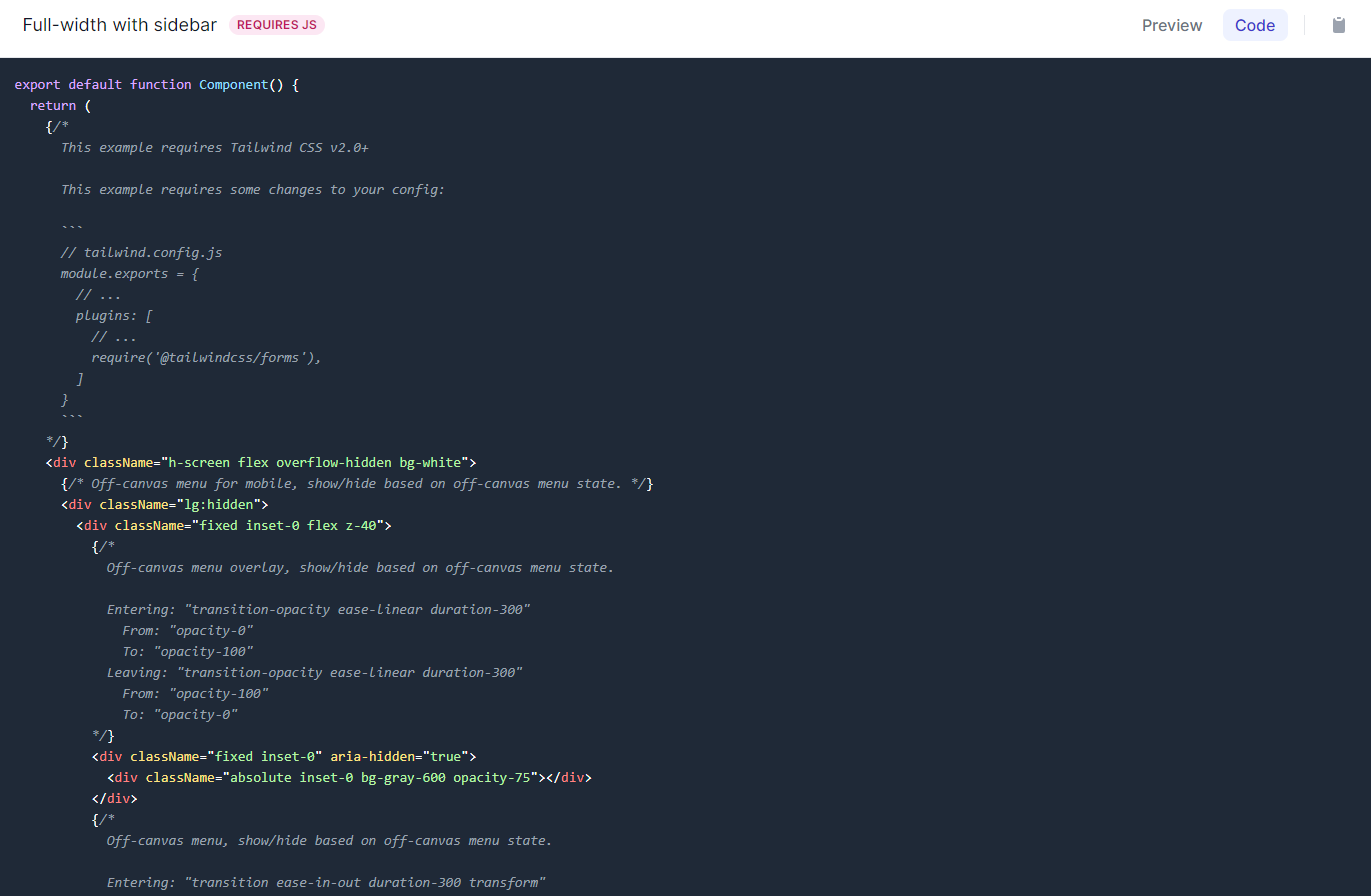 Full-width with sidebar REQUIRES JS Preview Code
export default function Component() {
  return (
    {/*
      This example requires Tailwind CSS v2.0+

      This example requires some changes to your config:

      ```
      // tailwind.config.js
      module.exports = {
        // ...
        plugins: [
          // ...
          require('@tailwindcss/forms'),
        ]
      }
      ```
    */}
    <div className="h-screen flex overflow-hidden bg-white">
      {/* Off-canvas menu for mobile, show/hide based on off-canvas menu state. */}
      <div className="lg:hidden">
        <div className="fixed inset-0 flex z-40">
          {/*
            Off-canvas menu overlay, show/hide based on off-canvas menu state.

            Entering: "transition-opacity ease-linear duration-300"
              From: "opacity-0"
              To: "opacity-100"
            Leaving: "transition-opacity ease-linear duration-300"
              From: "opacity-100"
              To: "opacity-0"
          */}
          <div className="fixed inset-0" aria-hidden="true">
            <div className="absolute inset-0 bg-gray-600 opacity-75"></div>
          </div>
          {/*
            Off-canvas menu, show/hide based on off-canvas menu state.

            Entering: "transition ease-in-out duration-300 transform"